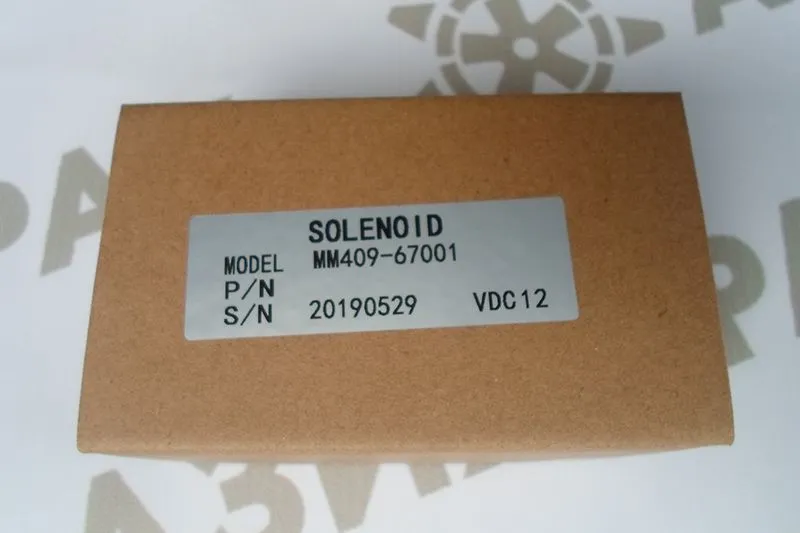 SOLENOID
MODEL MM409-67001
P/N
S/N 20190529 VDC12